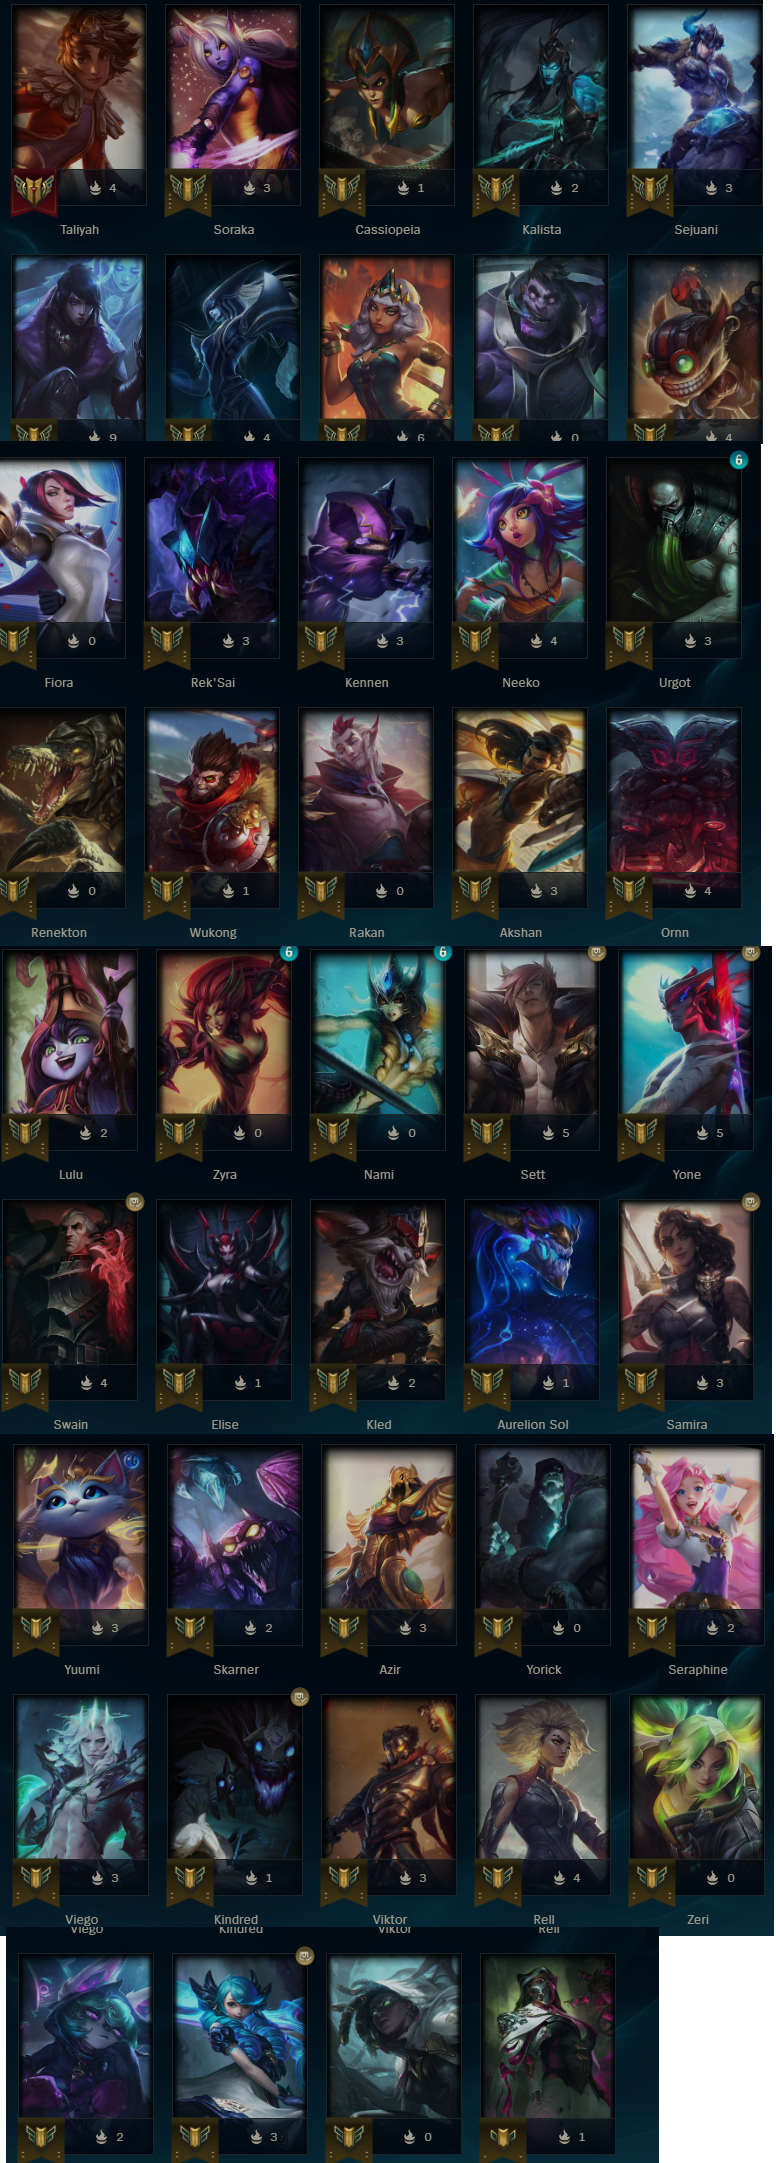 4 3 1 2 3
Taliyah Soraka Cassiopeia Kalista Sejuani
9 4 6 0 4
6
0 3 3 4 3
Fiora Rek'Sai Kennen Neeko Urgot
0 1 0 3 4
Renekton Wukong Rakan Akshan Ornn
6 6
2 0 0 5 5
Lulu Zyra Nami Sett Yone
4 1 2 1 3
Swain Elise Kled Aurelion Sol Samira
3 2 3 0 2
Yuumi Skarner Azir Yorick Seraphine
3 1 3 4 0
Viego Kindred Viktor Rell Zeri
Viego Kindred Viktor Rell
2 3 0 1